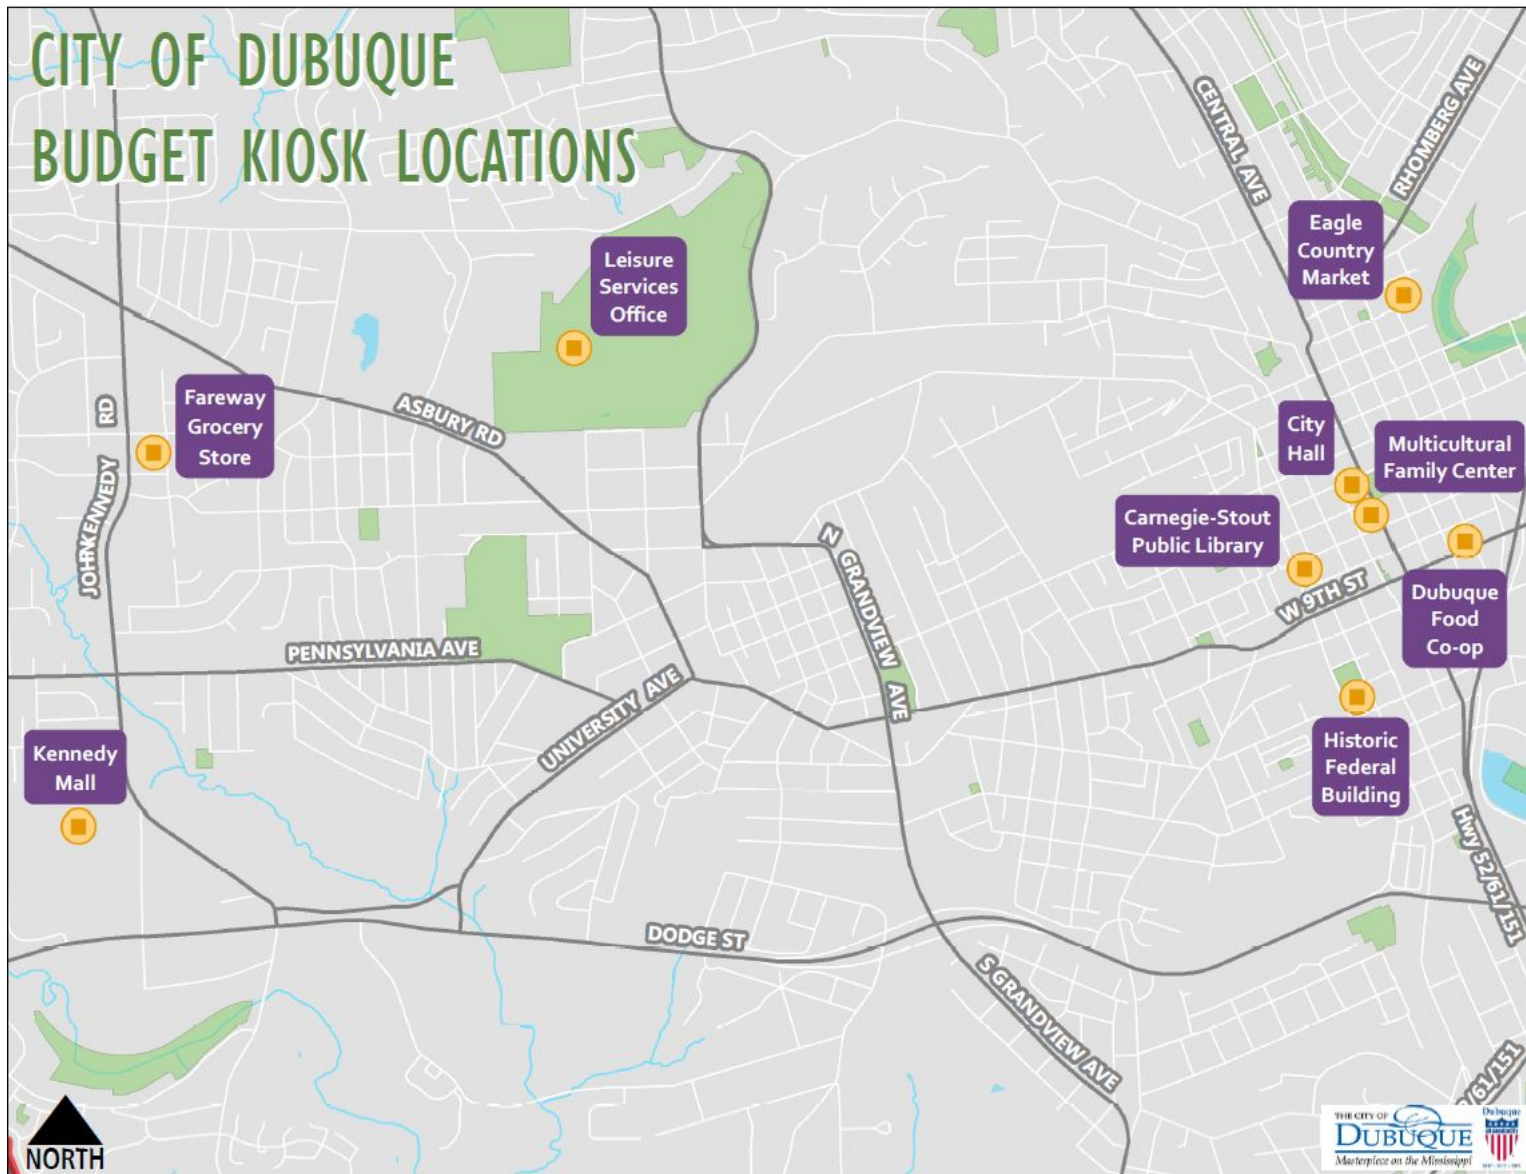 CITY OF DUBUQUE
BUDGET KIOSK LOCATIONS
CENTRAL AVE
RHOMBERG AVE
Eagle
Country
Market
Leisure
Services
Office
Fareway
Grocery
Store
ASBURY RD
JOHN KENNEDY RD
City
Hall
Multicultural
Family Center
Carnegie-Stout
Public Library
N GRANDVIEW AVE
W 9TH ST
Dubuque
Food
Co-op
PENNSYLVANIA AVE
UNIVERSITY AVE
Kennedy
Mall
Historic
Federal
Building
Hwy 52/61/151
DODGE ST
S GRANDVIEW AVE
/61/151
NORTH
THE CITY OF
DUBUQUE
Masterpiece on the Mississippi
Dubuque